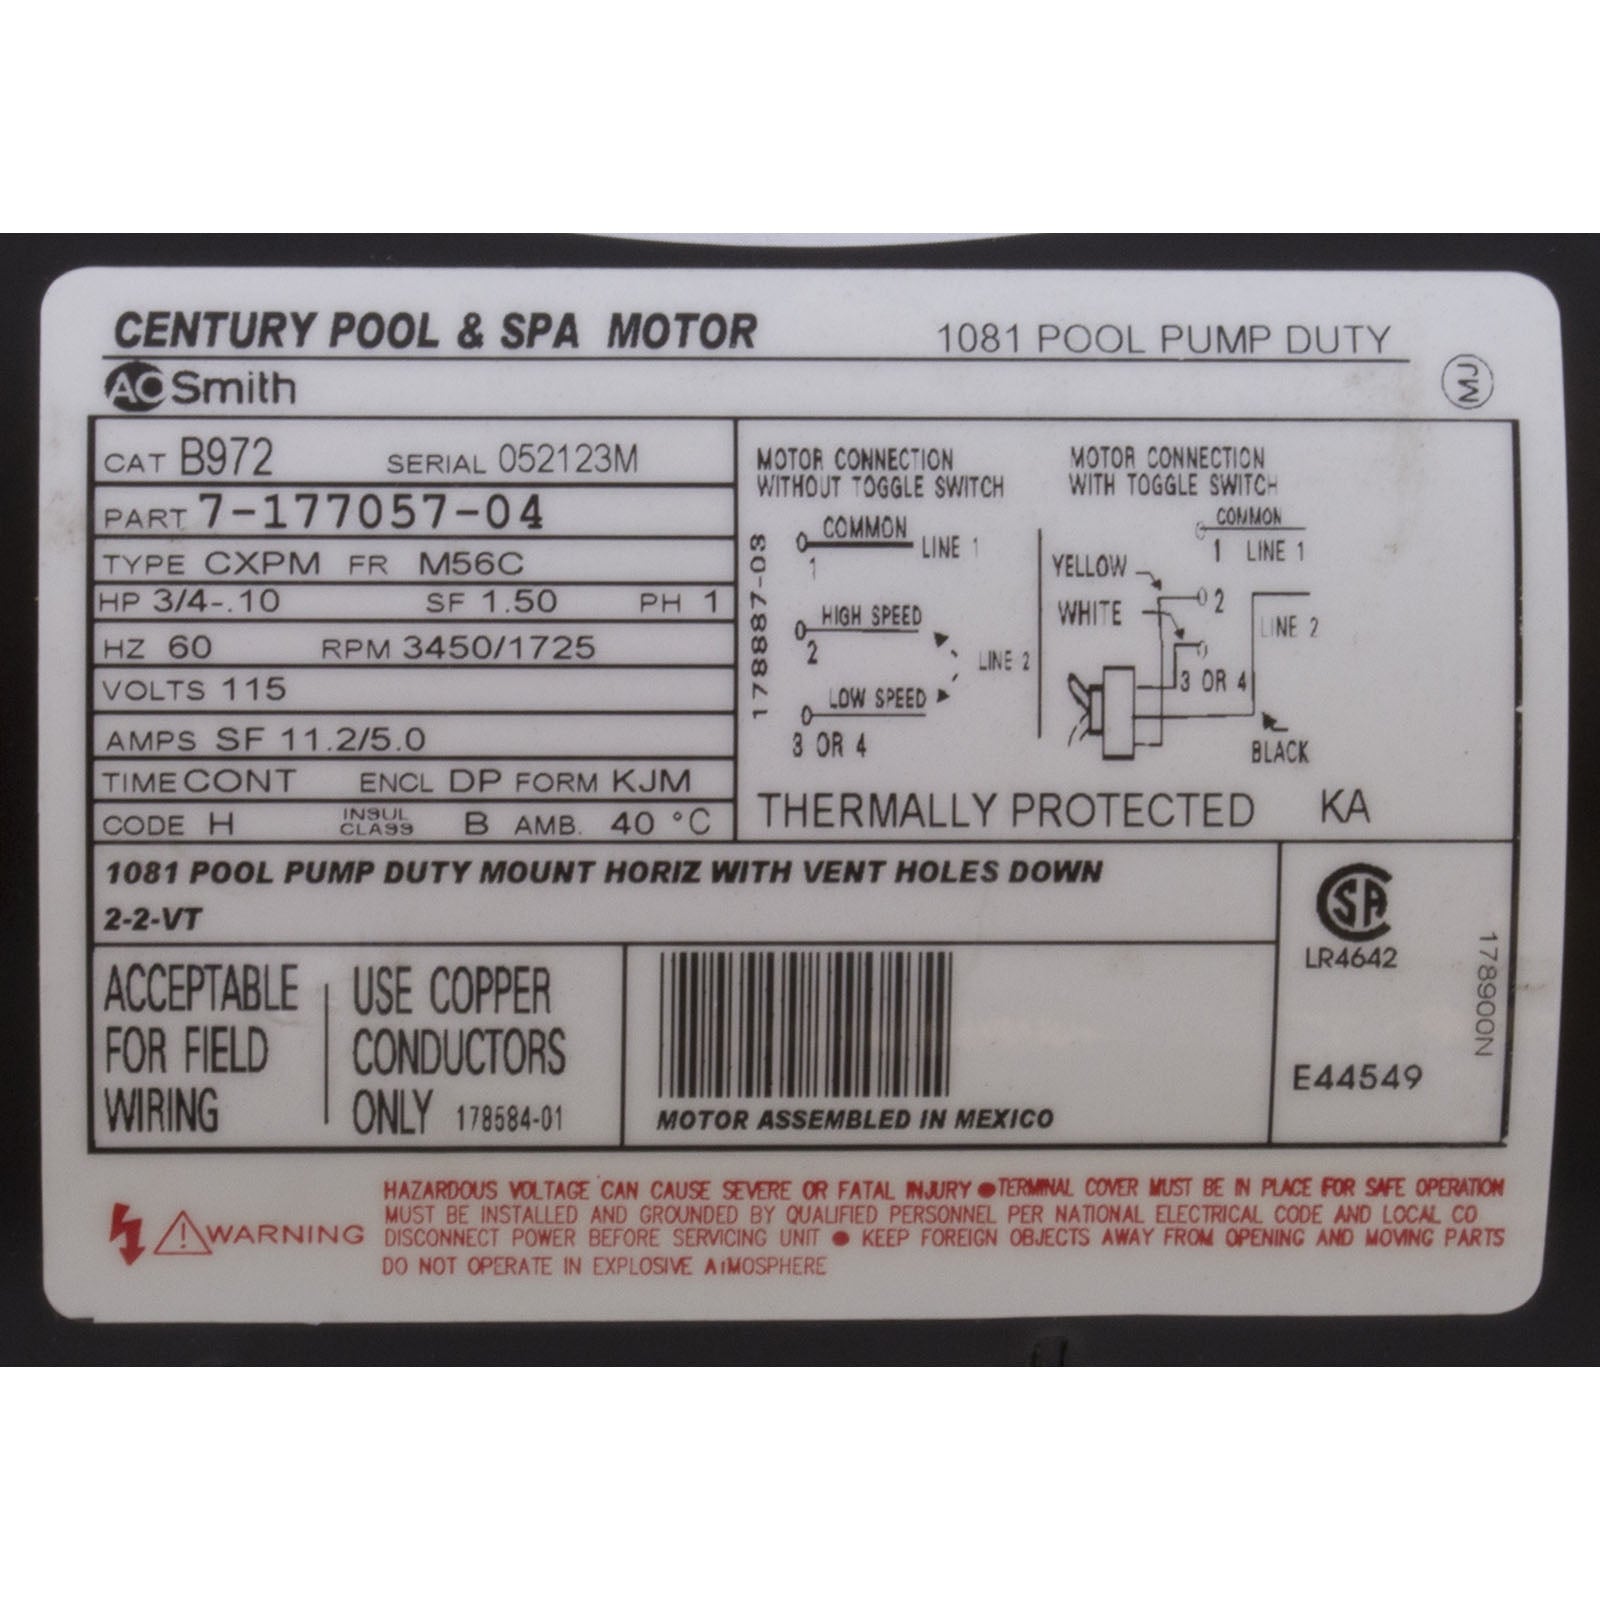 CENTURY POOL & SPA MOTOR
1081 POOL PUMP DUTY
AO Smith
MJ
CAT B972 SERIAL 052123M
PART 7-177057-04
TYPE CXPM FR M56C
HP 3/4-.10 SF 1.50 PH 1
HZ 60 RPM 3450/1725
VOLTS 115
AMPS SF 11.2/5.0
TIME CONT ENCL DP FORM KJM
CODE H INSUL CLASS B AMB. 40 °C
178887-03
MOTOR CONNECTION
WITHOUT TOGGLE SWITCH
COMMON
1 LINE 1
HIGH SPEED
2 LINE 2
LOW SPEED
3 OR 4
MOTOR CONNECTION
WITH TOGGLE SWITCH
COMMON
1 LINE 1
YELLOW
2
WHITE
LINE 2
3 OR 4
BLACK
THERMALLY PROTECTED KA
1081 POOL PUMP DUTY MOUNT HORIZ WITH VENT HOLES DOWN
2-2-VT
ACCEPTABLE
FOR FIELD
WIRING
USE COPPER
CONDUCTORS
ONLY 178584-01
MOTOR ASSEMBLED IN MEXICO
SA
LR4642
E44549
178900N
WARNING
HAZARDOUS VOLTAGE CAN CAUSE SEVERE OR FATAL INJURY ● TERMINAL COVER MUST BE IN PLACE FOR SAFE OPERATION
MUST BE INSTALLED AND GROUNDED BY QUALIFIED PERSONNEL PER NATIONAL ELECTRICAL CODE AND LOCAL CO
DISCONNECT POWER BEFORE SERVICING UNIT ● KEEP FOREIGN OBJECTS AWAY FROM OPENING AND MOVING PARTS
DO NOT OPERATE IN EXPLOSIVE ATMOSPHERE